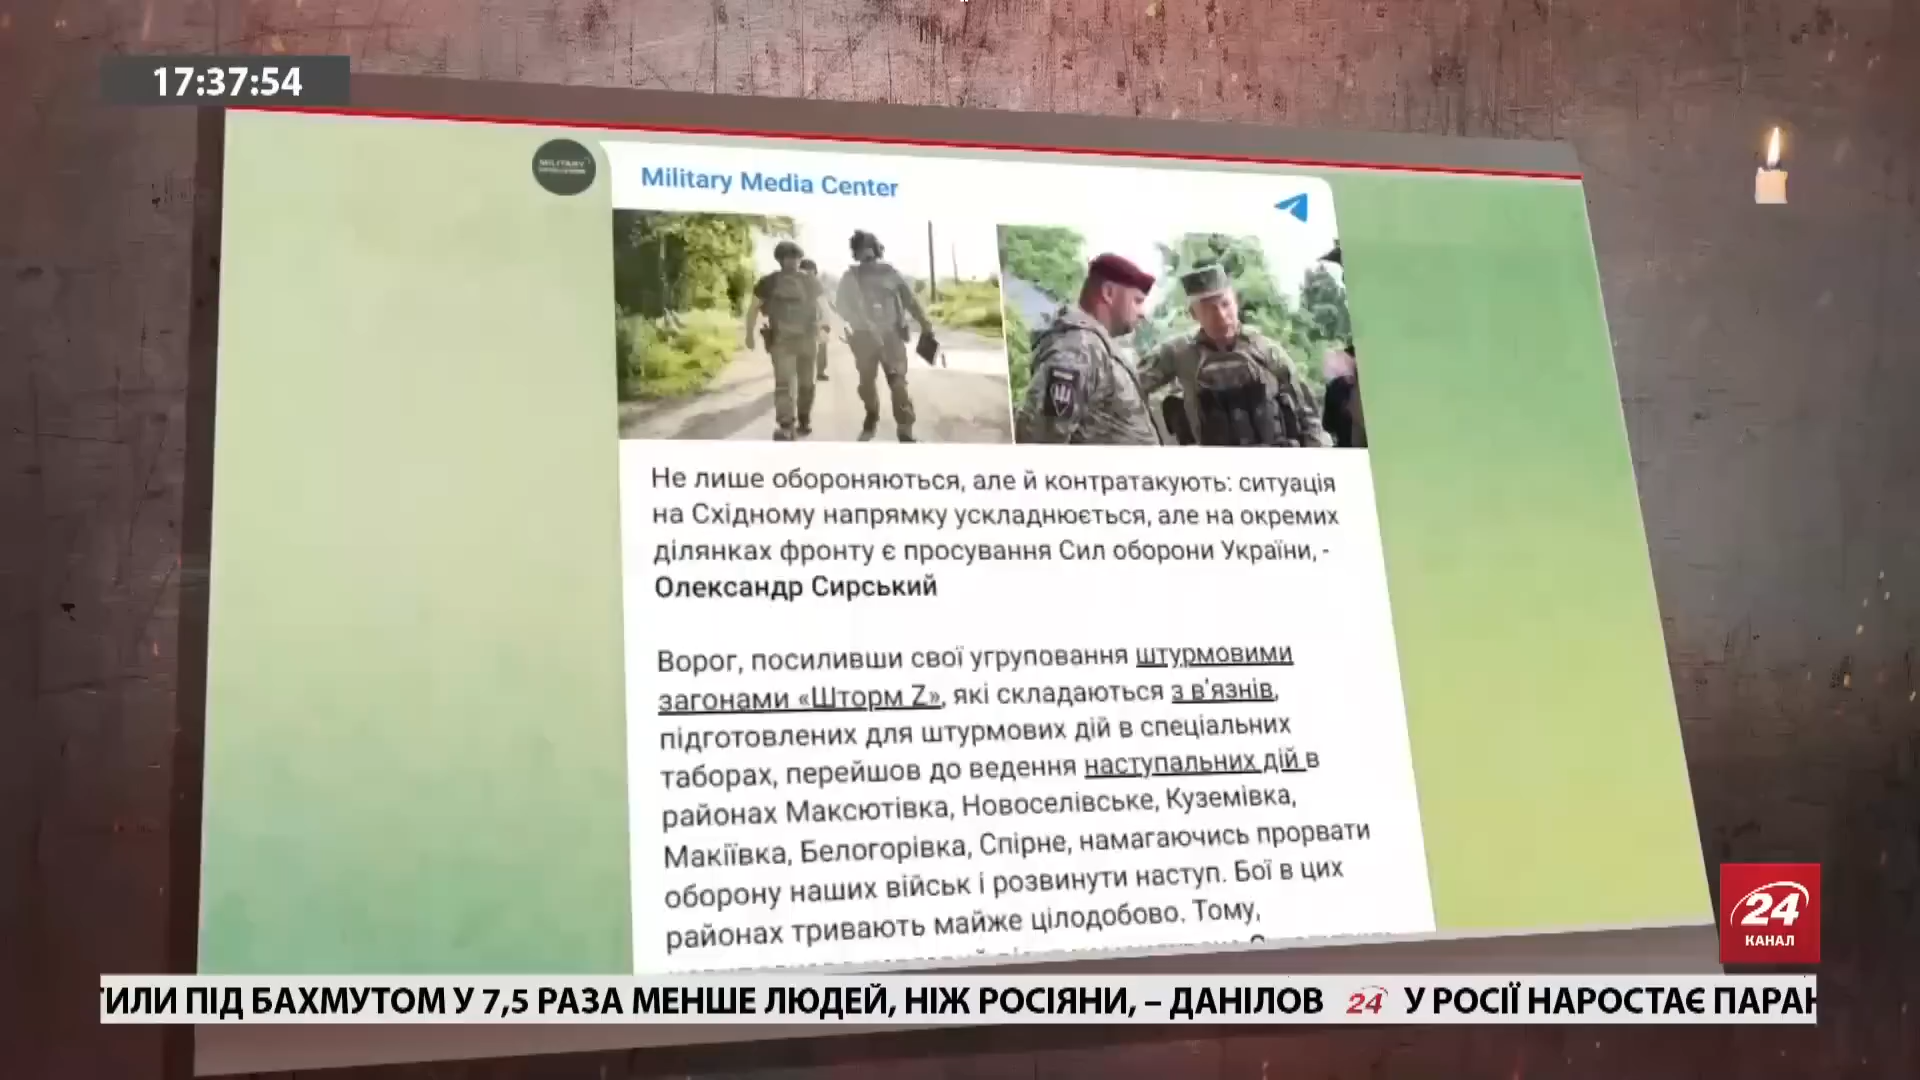 17:37:54
Military Media Center
Не лише обороняються, але й контратакують: ситуація
на Східному напрямку ускладнюється, але на окремих
ділянках фронту є просування Сил оборони України, -
Олександр Сирський
Ворог, посиливши свої угруповання штурмовими
загонами «Шторм Z», які складаються з в'язнів,
підготовлених для штурмових дій в спеціальних
таборах, перейшов до ведення наступальних дій в
районах Максютівка, Новоселівське, Куземівка,
Макіївка, Белогорівка, Спірне, намагаючись прорвати
оборону наших військ і розвинути наступ. Бої в цих
районах тривають майже цілодобово. Тому,
24
КАНАЛ
ПІД БАХМУТОМ У 7,5 РАЗА МЕНШЕ ЛЮДЕЙ, НІЖ РОСІЯНИ, – ДАНІЛОВ 24 У РОСІЇ НАРОСТАЄ